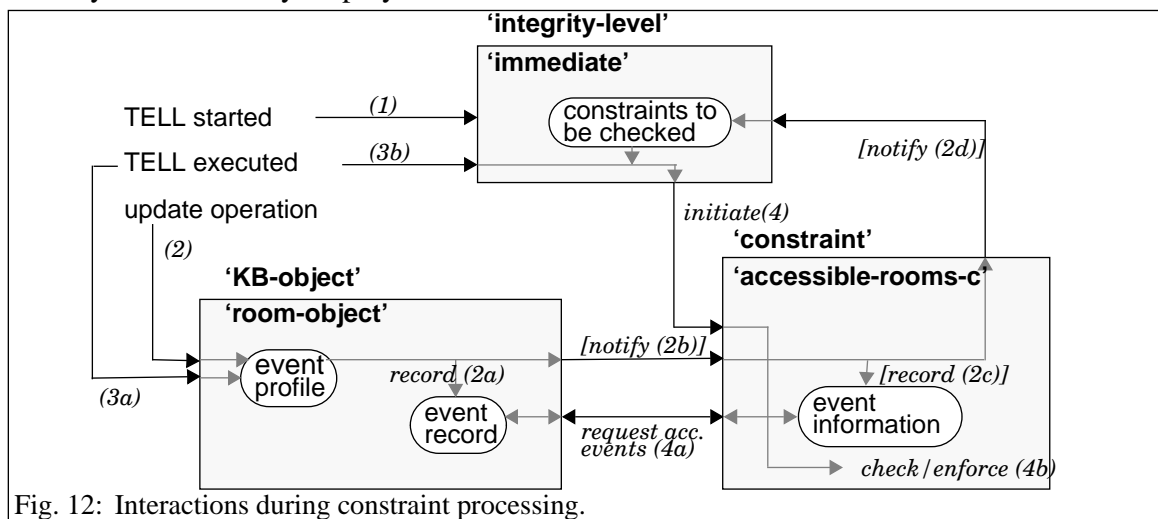 ‘integrity-level’
‘immediate’
constraints to
be checked
TELL started
(1)
[notify (2d)]
TELL executed
(3b)
update operation
initiate(4)
(2)
‘constraint’
‘KB-object’
‘accessible-rooms-c’
‘room-object’
[notify (2b)]
event
profile
record (2a)
[record (2c)]
(3a)
event
record
event
information
request acc.
events (4a)
check/enforce (4b)
Fig. 12: Interactions during constraint processing.